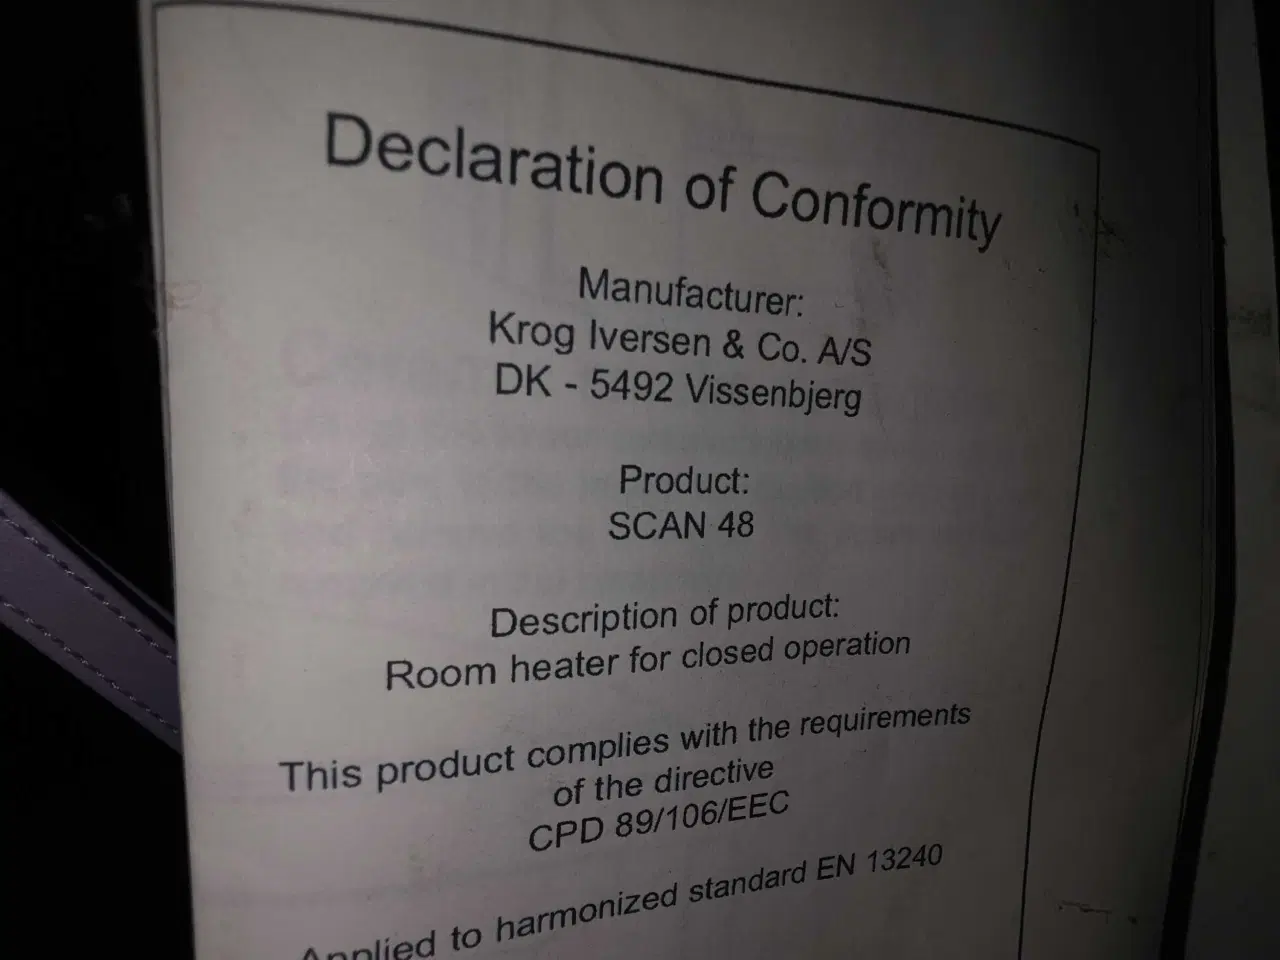 Declaration of Conformity
Manufacturer:
Krog Iversen & Co. A/S
DK - 5492 Vissenbjerg
Product:
SCAN 48
Description of product:
Room heater for closed operation
This product complies with the requirements
of the directive
CPD 89/106/EEC
Applied to harmonized standard EN 13240